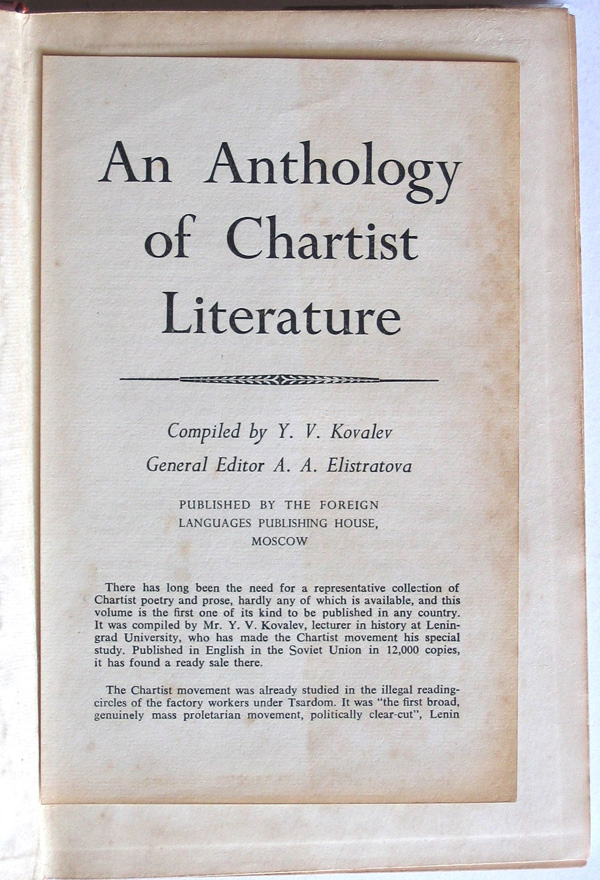 An Anthology
of Chartist
Literature
Compiled by Y. V. Kovalev
General Editor A. A. Elistratova
PUBLISHED BY THE FOREIGN
LANGUAGES PUBLISHING HOUSE,
MOSCOW
There has long been the need for a representative collection of
Chartist poetry and prose, hardly any of which is available, and this
volume is the first one of its kind to be published in any country.
It was compiled by Mr. Y. V. Kovalev, lecturer in history at Lenin-
grad University, who has made the Chartist movement his special
study. Published in English in the Soviet Union in 12,000 copies,
it has found a ready sale there.
The Chartist movement was already studied in the illegal reading-
circles of the factory workers under Tsardom. It was "the first broad,
genuinely mass proletarian movement, politically clear-cut", Lenin